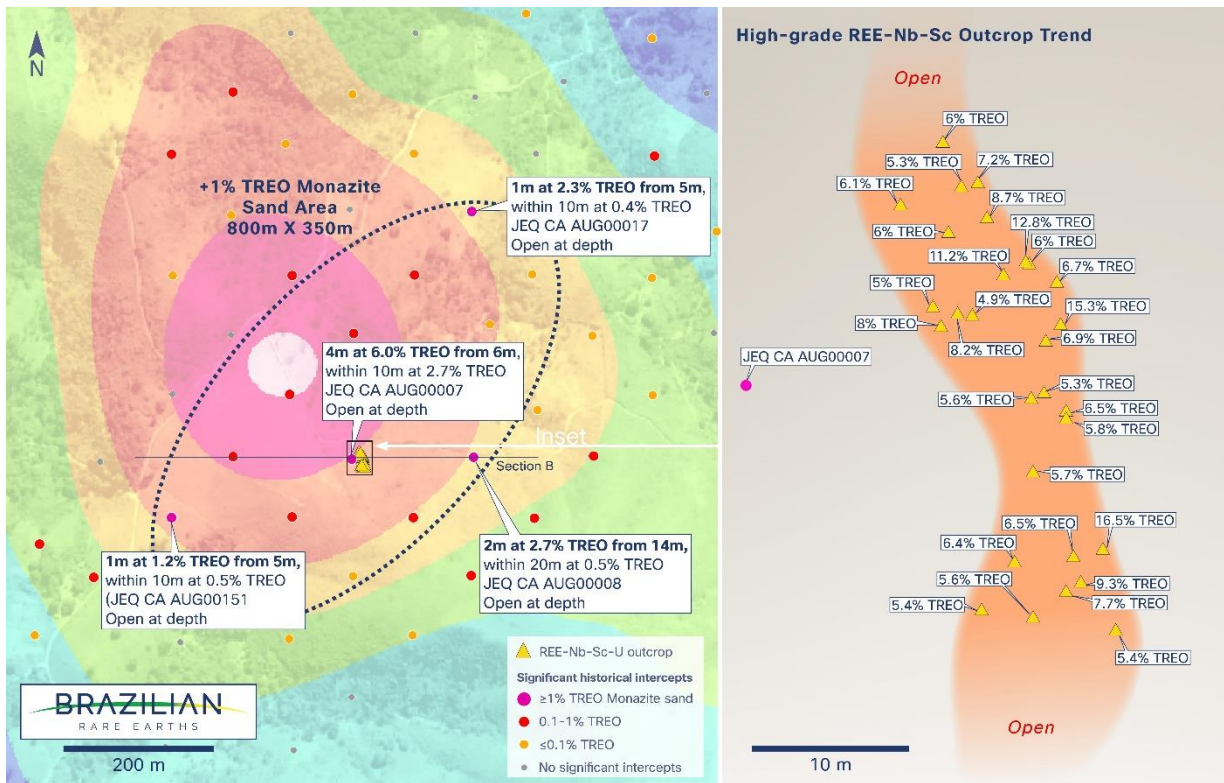 N
+1% TREO Monazite
Sand Area
800m X 350m
1m at 2.3% TREO from 5m,
within 10m at 0.4% TREO
JEQ CA AUG00017
Open at depth
4m at 6.0% TREO from 6m,
within 10m at 2.7% TREO
JEQ CA AUG00007
Open at depth
Inset
Section B
1m at 1.2% TREO from 5m,
within 10m at 0.5% TREO
(JEQ CA AUG00151
Open at depth
2m at 2.7% TREO from 14m,
within 20m at 0.5% TREO
JEQ CA AUG00008
Open at depth
REE-Nb-Sc-U outcrop
Significant historical intercepts
≥1% TREO Monazite sand
0.1-1% TREO
≤0.1% TREO
No significant intercepts
BRAZILIAN
RARE EARTHS
200 m
High-grade REE-Nb-Sc Outcrop Trend
Open
6% TREO
5.3% TREO
7.2% TREO
6.1% TREO
8.7% TREO
6% TREO
12.8% TREO
6% TREO
11.2% TREO
6.7% TREO
5% TREO
4.9% TREO
15.3% TREO
8% TREO
8.2% TREO
6.9% TREO
JEQ CA AUG00007
5.3% TREO
5.6% TREO
6.5% TREO
5.8% TREO
5.7% TREO
6.5% TREO
16.5% TREO
6.4% TREO
5.6% TREO
9.3% TREO
7.7% TREO
5.4% TREO
5.4% TREO
Open
10 m